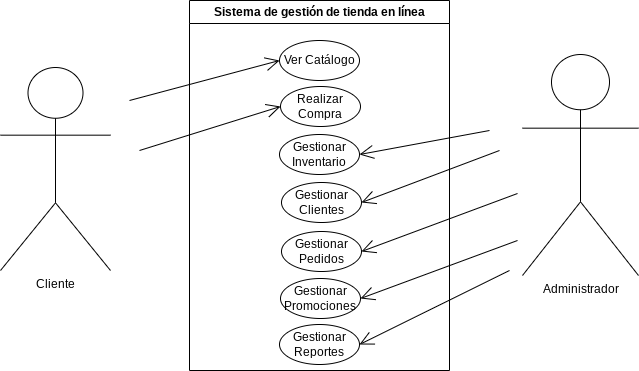 Sistema de gestión de tienda en línea
Ver Catálogo
Realizar
Compra
Gestionar
Inventario
Gestionar
Clientes
Gestionar
Pedidos
Gestionar
Promociones
Gestionar
Reportes
Cliente
Administrador